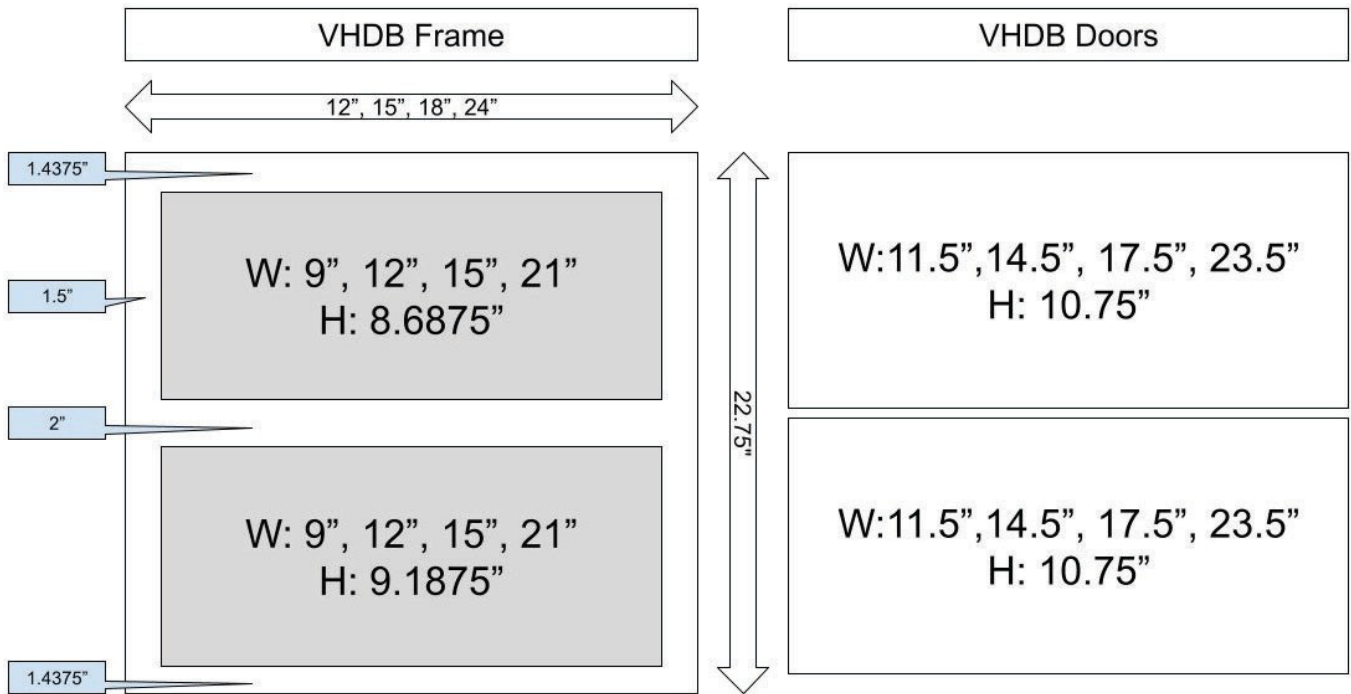 VHDB Frame
VHDB Doors
12”, 15”, 18”, 24”
1.4375”
W: 9”, 12”, 15”, 21”
H: 8.6875”
1.5”
2”
W: 9”, 12”, 15”, 21”
H: 9.1875”
1.4375”
22.75"
W:11.5”,14.5”, 17.5”, 23.5”
H: 10.75”
W:11.5”,14.5”, 17.5”, 23.5”
H: 10.75”